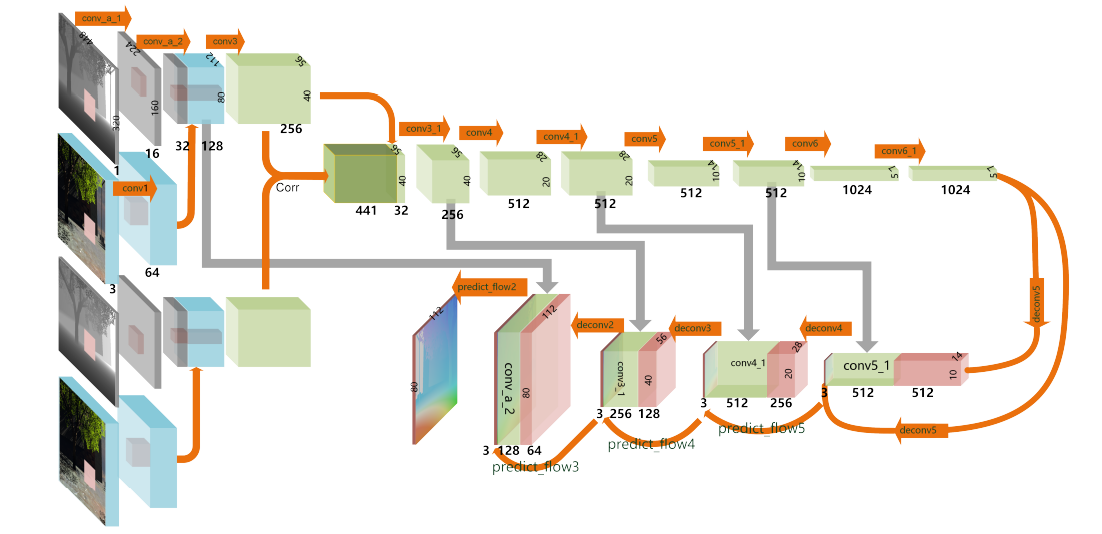 conv_a_1
conv_a_2
conv3
448
224
112
56
320
160
80
40
1
16
32
128
256
conv1
64
3
Corr
441
32
56
40
conv3_1
conv4
conv4_1
conv5
conv5_1
conv6
conv6_1
56
40
256
28
20
512
28
20
512
14
10
512
14
10
512
7
5
1024
7
5
1024
deconv5
predict_flow2
deconv2
deconv3
deconv4
112
80
112
conv_a_2
80
3
128
64
56
conv3_1
40
3
256
128
28
conv4_1
20
3
512
256
14
conv5_1
10
3
512
512
deconv5
predict_flow5
predict_flow4
predict_flow3